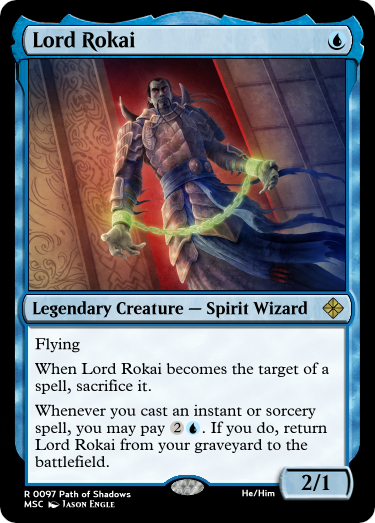 Lord Rokai
Legendary Creature — Spirit Wizard
Flying
When Lord Rokai becomes the target of a
spell, sacrifice it.
Whenever you cast an instant or sorcery
spell, you may pay 2. If you do, return
Lord Rokai from your graveyard to the
battlefield.
2/1
R 0097 Path of Shadows
He/Him
MSC Jason Engle